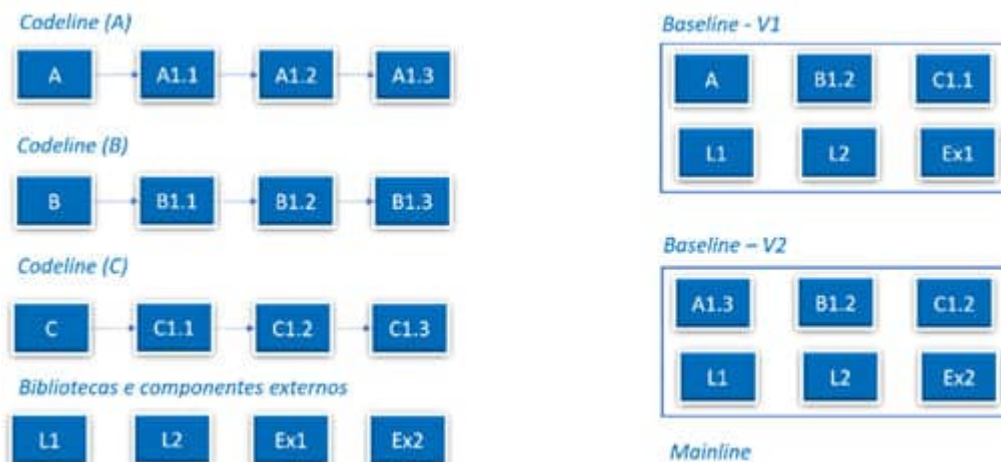 Codeline (A)
A A1.1 A1.2 A1.3
Codeline (B)
B B1.1 B1.2 B1.3
Codeline (C)
C C1.1 C1.2 C1.3
Bibliotecas e componentes externos
L1 L2 Ex1 Ex2
Baseline - V1
A B1.2 C1.1
L1 L2 Ex1
Baseline – V2
A1.3 B1.2 C1.2
L1 L2 Ex2
Mainline